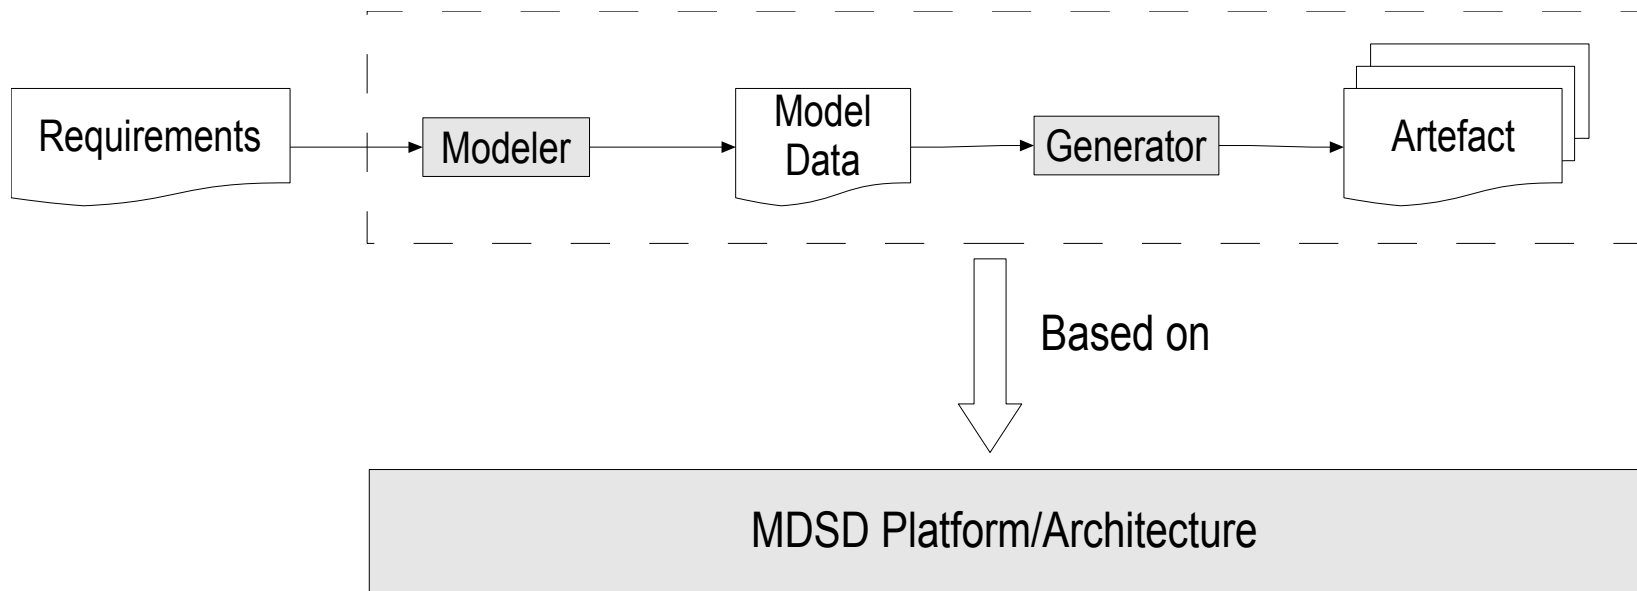 Requirements
Modeler
Model
Data
Generator
Artefact
Based on
MDSD Platform/Architecture